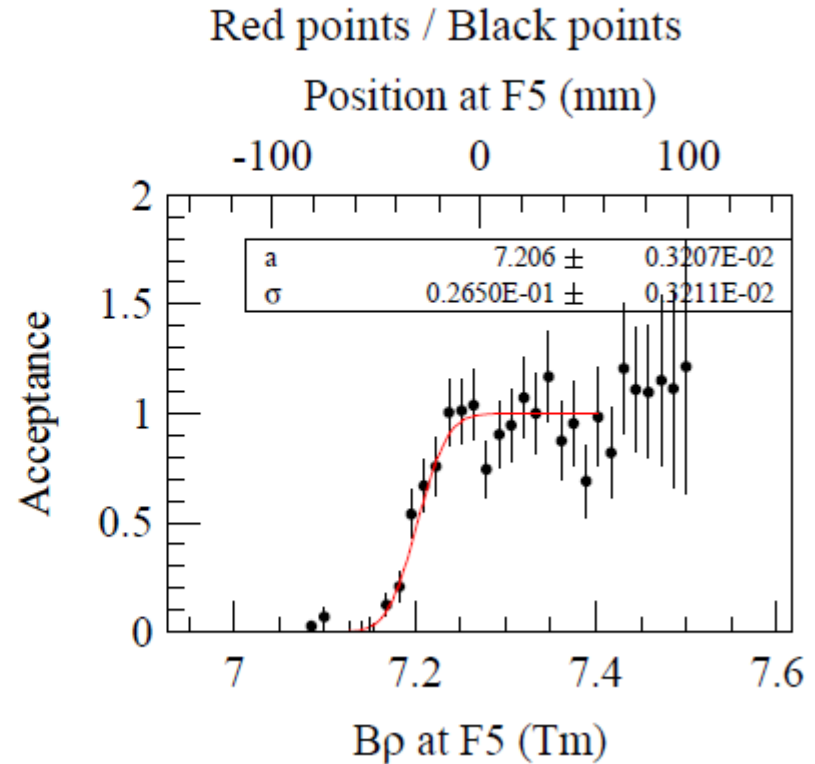 Red points / Black points
Position at F5 (mm)
-100 0 100
2
a 7.206 ± 0.3207E-02
σ 0.2650E-01 ± 0.3211E-02
1.5
Acceptance
1
0.5
0
7 7.2 7.4 7.6
Bρ at F5 (Tm)